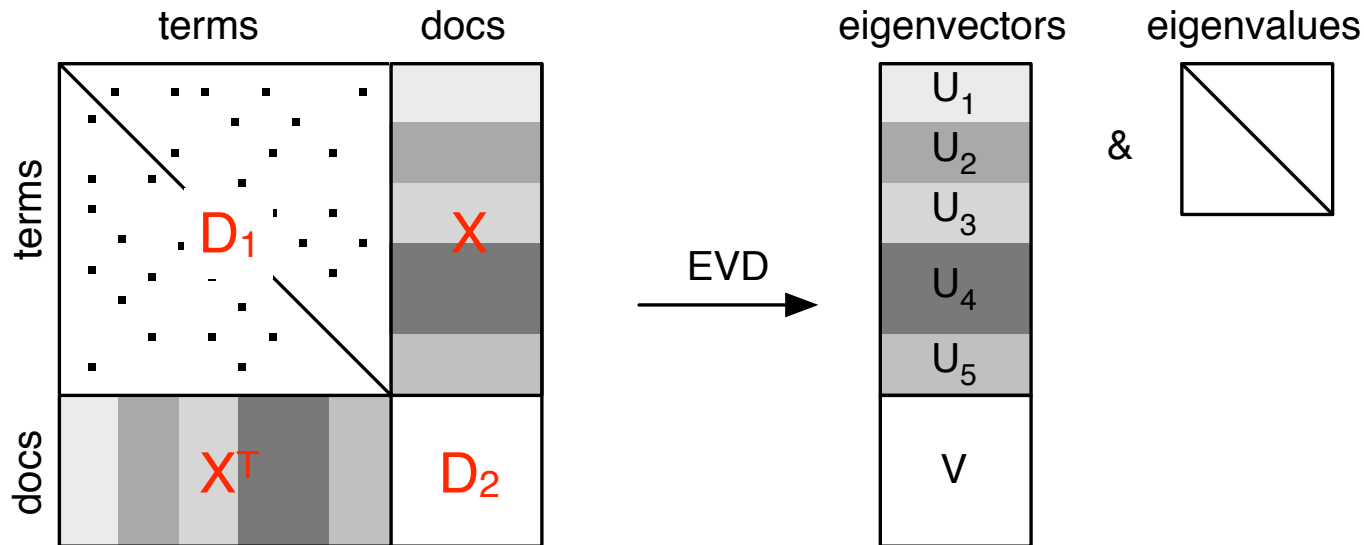 terms docs eigenvectors eigenvalues
terms
docs
D₁
X
Xᵀ
D₂
EVD
U₁
U₂
U₃
U₄
U₅
V
&